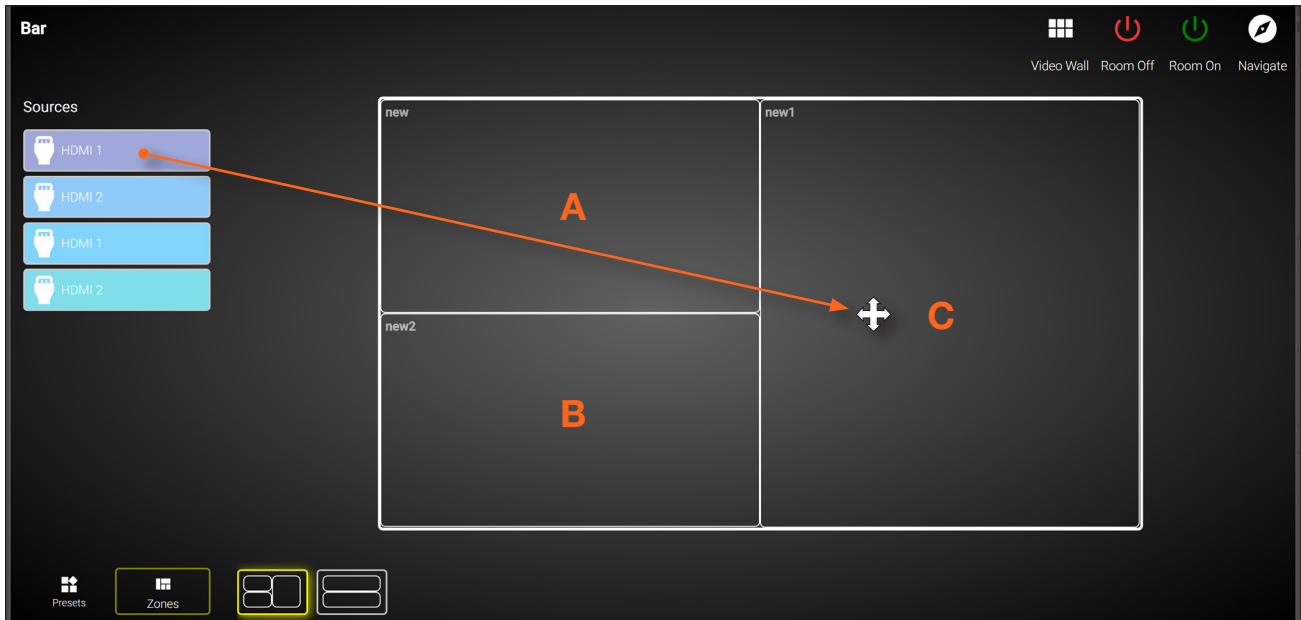 Bar
Video Wall
Room Off
Room On
Navigate
Sources
HDMI 1
HDMI 2
HDMI 1
HDMI 2
new
new1
A
C
new2
B
Presets
Zones